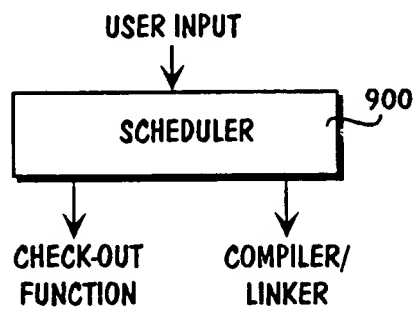 USER INPUT
900
SCHEDULER
CHECK-OUT
FUNCTION
COMPILER/
LINKER